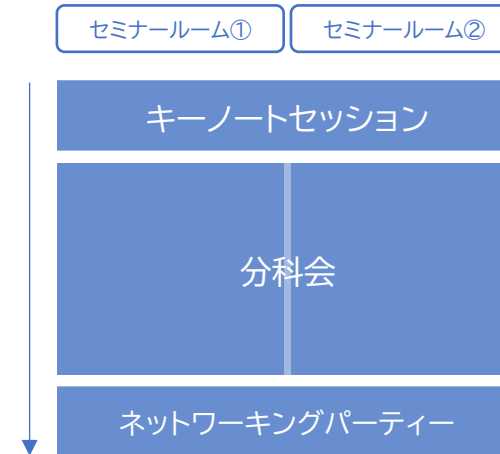 セミナールーム① セミナールーム②
キーノートセッション
分科会
ネットワーキングパーティー